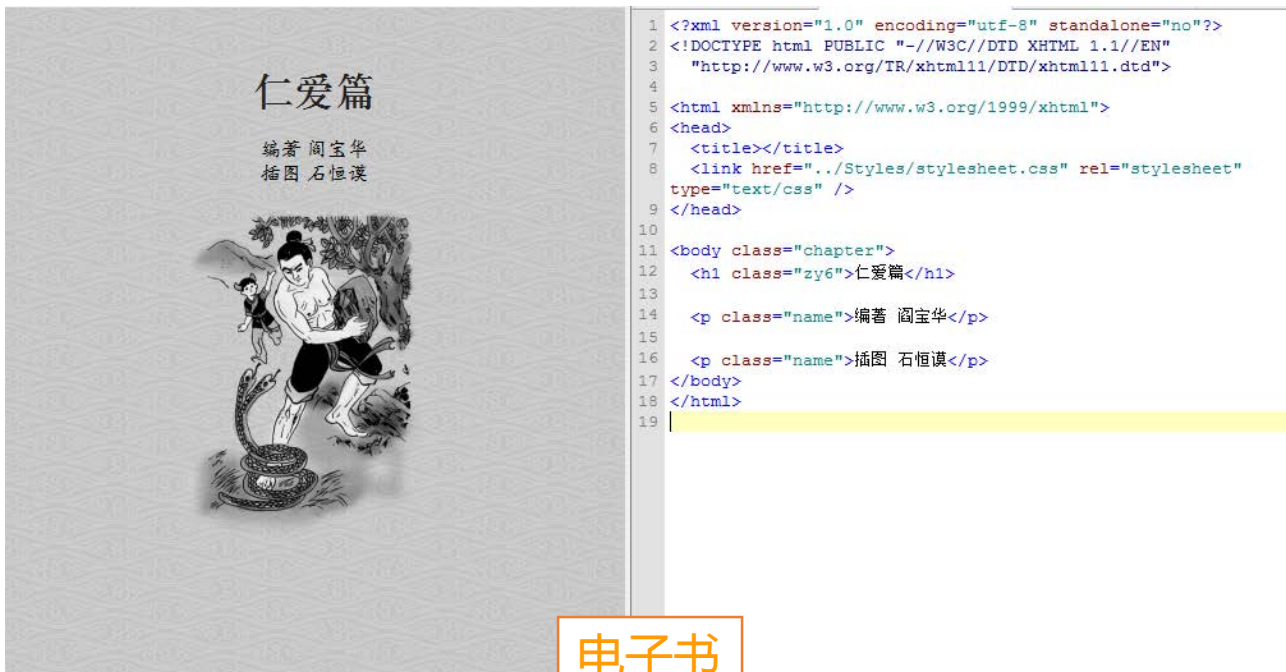 仁爱篇
编著 阎宝华
插图 石恒谟
1 <?xml version="1.0" encoding="utf-8" standalone="no"?>
2 <!DOCTYPE html PUBLIC "-//W3C//DTD XHTML 1.1//EN"
3 "http://www.w3.org/TR/xhtml11/DTD/xhtml11.dtd">
4
5 <html xmlns="http://www.w3.org/1999/xhtml">
6 <head>
7 <title></title>
8 <link href="../Styles/stylesheet.css" rel="stylesheet"
type="text/css" />
9 </head>
10
11 <body class="chapter">
12 <h1 class="zy6">仁爱篇</h1>
13
14 <p class="name">编著 阎宝华</p>
15
16 <p class="name">插图 石恒谟</p>
17 </body>
18 </html>
19
电子书